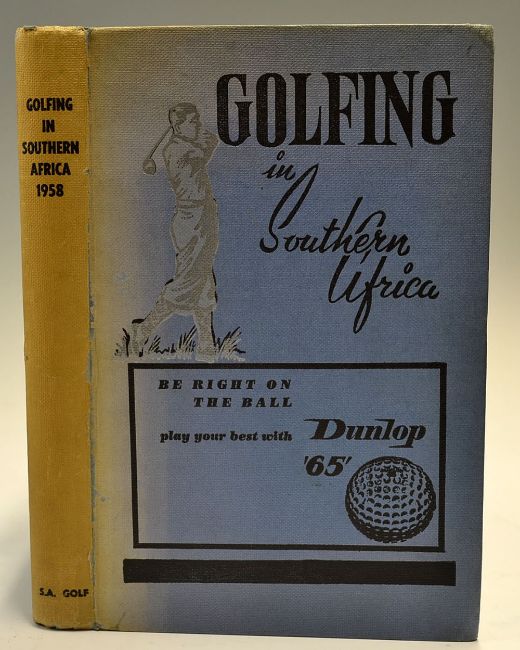 GOLFING
IN
SOUTHERN
AFRICA
1958
S.A. GOLF
GOLFING
in
Southern
Africa
BE RIGHT ON
THE BALL
play your best with Dunlop
'65'